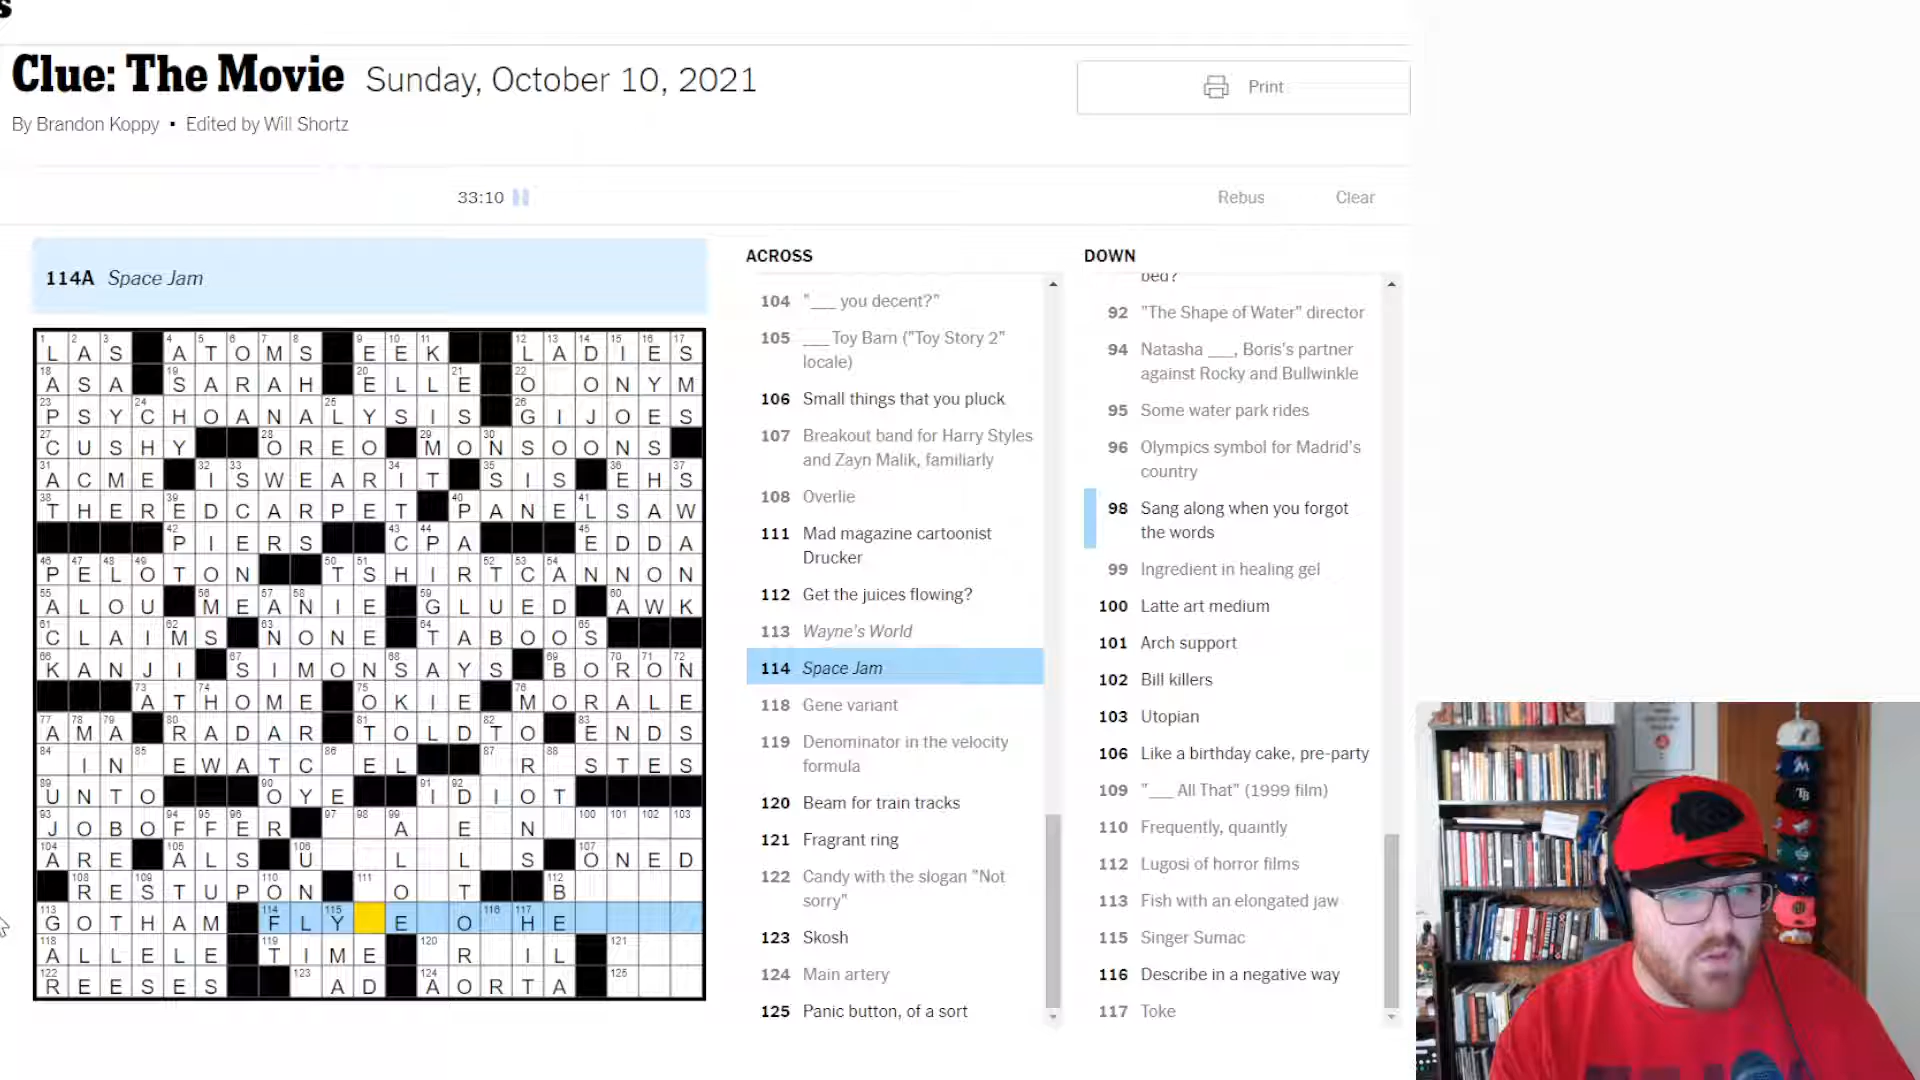 s
Clue: The Movie Sunday, October 10, 2021
By Brandon Koppy • Edited by Will Shortz
Print
33:10
Rebus
Clear
114A Space Jam
L A S A T O M S E E K L A D I E S
A S A S A R A H E L L E O O N Y M
P S Y C H O A N A L Y S I S G I J O E S
C U S H Y O R E O M O N S O O N S
A C M E I S W E A R I T S I S E H S
T H E R E D C A R P E T P A N E L S A W
P I E R S C P A E D D A
P E L O T O N T S H I R T C A N N O N
A L O U M E A N I E G L U E D A W K
C L A I M S N O N E T A B O O S
K A N J I S I M O N S A Y S B O R O N
A T H O M E O K I E M O R A L E
A M A R A D A R T O L D T O E N D S
I N E W A T C E L R S T E S
U N T O O Y E I D I O T
J O B O F F E R A E N
A R E A L S U L L S O N E D
R E S T U P O N O T B
G O T H A M F L Y E O H E
A L L E L E T I M E R I L
R E E S E S A D A O R T A
ACROSS
104 "___ you decent?"
105 ___ Toy Barn ("Toy Story 2"
locale)
106 Small things that you pluck
107 Breakout band for Harry Styles
and Zayn Malik, familiarly
108 Overlie
111 Mad magazine cartoonist
Drucker
112 Get the juices flowing?
113 Wayne's World
114 Space Jam
118 Gene variant
119 Denominator in the velocity
formula
120 Beam for train tracks
121 Fragrant ring
122 Candy with the slogan "Not
sorry"
123 Skosh
124 Main artery
125 Panic button, of a sort
DOWN
bed?
92 "The Shape of Water" director
94 Natasha ___, Boris's partner
against Rocky and Bullwinkle
95 Some water park rides
96 Olympics symbol for Madrid's
country
98 Sang along when you forgot
the words
99 Ingredient in healing gel
100 Latte art medium
101 Arch support
102 Bill killers
103 Utopian
106 Like a birthday cake, pre-party
109 "___ All That" (1999 film)
110 Frequently, quaintly
112 Lugosi of horror films
113 Fish with an elongated jaw
115 Singer Sumac
116 Describe in a negative way
117 Toke